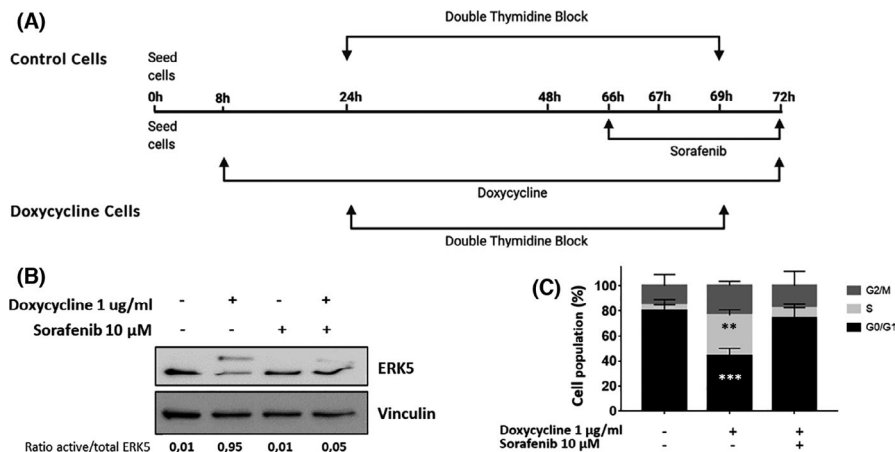 (A)
Double Thymidine Block
Control Cells
Seed
cells
0h 8h 24h 48h 66h 67h 69h 72h
Seed
cells
Sorafenib
Doxycycline
Doxycycline Cells
Double Thymidine Block
(B)
Doxycycline 1 ug/ml - + - +
Sorafenib 10 µM - - + +
ERK5
Vinculin
Ratio active/total ERK5 0,01 0,95 0,01 0,05
(C)
Cell population (%)
100
80
60
40
20
0
**
***
G2/M
S
G0/G1
Doxycycline 1 ug/ml - + +
Sorafenib 10 µM - +